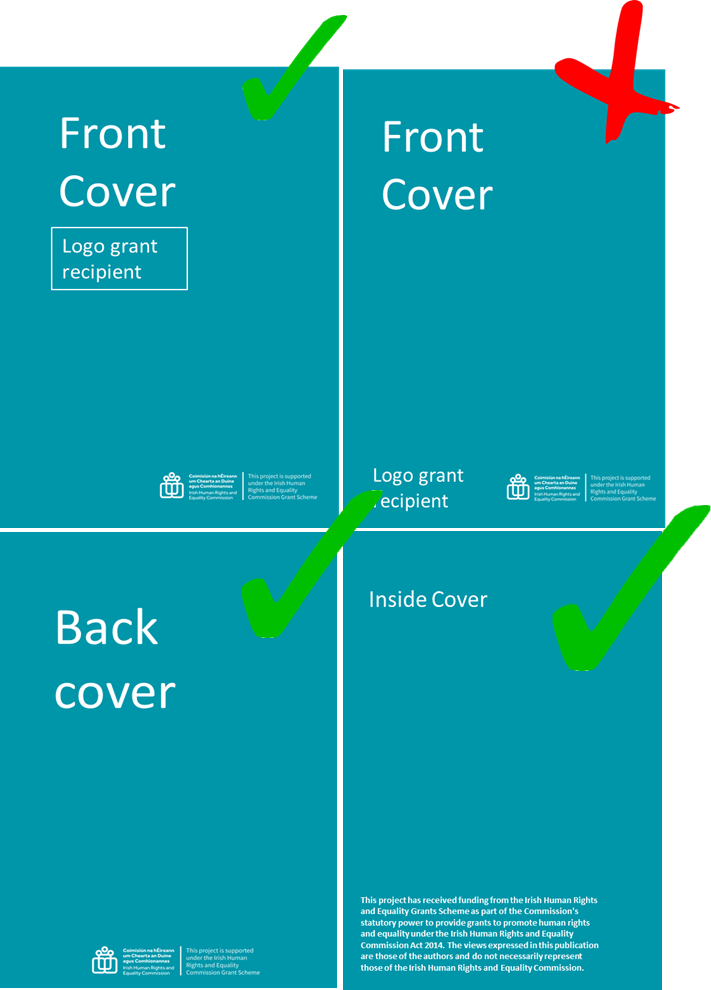 Front
Cover
Logo grant
recipient
Coimisiún na hÉireann
um Chearta an Duine
agus Comhionannas
Irish Human Rights and
Equality Commission
This project is supported
under the Irish Human
Rights and Equality
Commission Grant Scheme
Front
Cover
Logo grant
recipient
Coimisiún na hÉireann
um Chearta an Duine
agus Comhionannas
Irish Human Rights and
Equality Commission
This project is supported
under the Irish Human
Rights and Equality
Commission Grant Scheme
Back
cover
Coimisiún na hÉireann
um Chearta an Duine
agus Comhionannas
Irish Human Rights and
Equality Commission
This project is supported
under the Irish Human
Rights and Equality
Commission Grant Scheme
Inside Cover
This project has received funding from the Irish Human Rights
and Equality Grants Scheme as part of the Commission's
statutory power to provide grants to promote human rights
and equality under the Irish Human Rights and Equality
Commission Act 2014. The views expressed in this publication
are those of the authors and do not necessarily represent
those of the Irish Human Rights and Equality Commission.